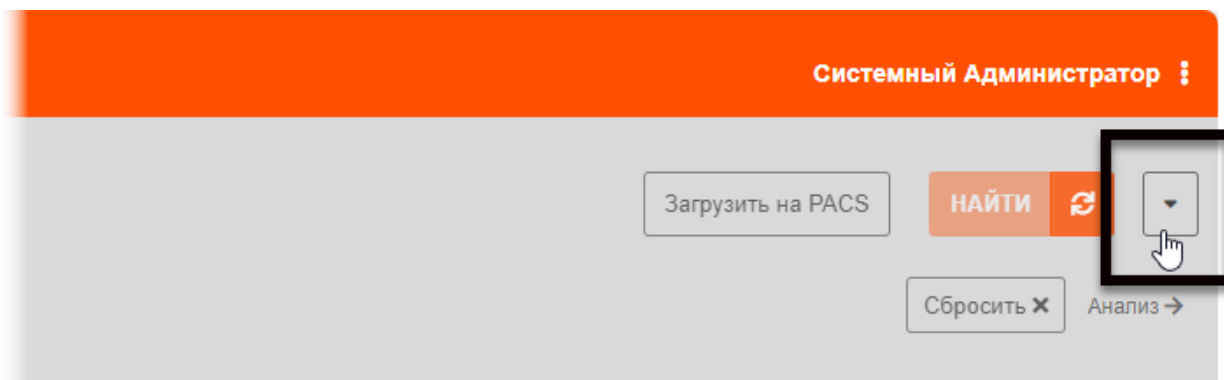 Системный Администратор
Загрузить на PACS НАЙТИ
Сбросить Анализ